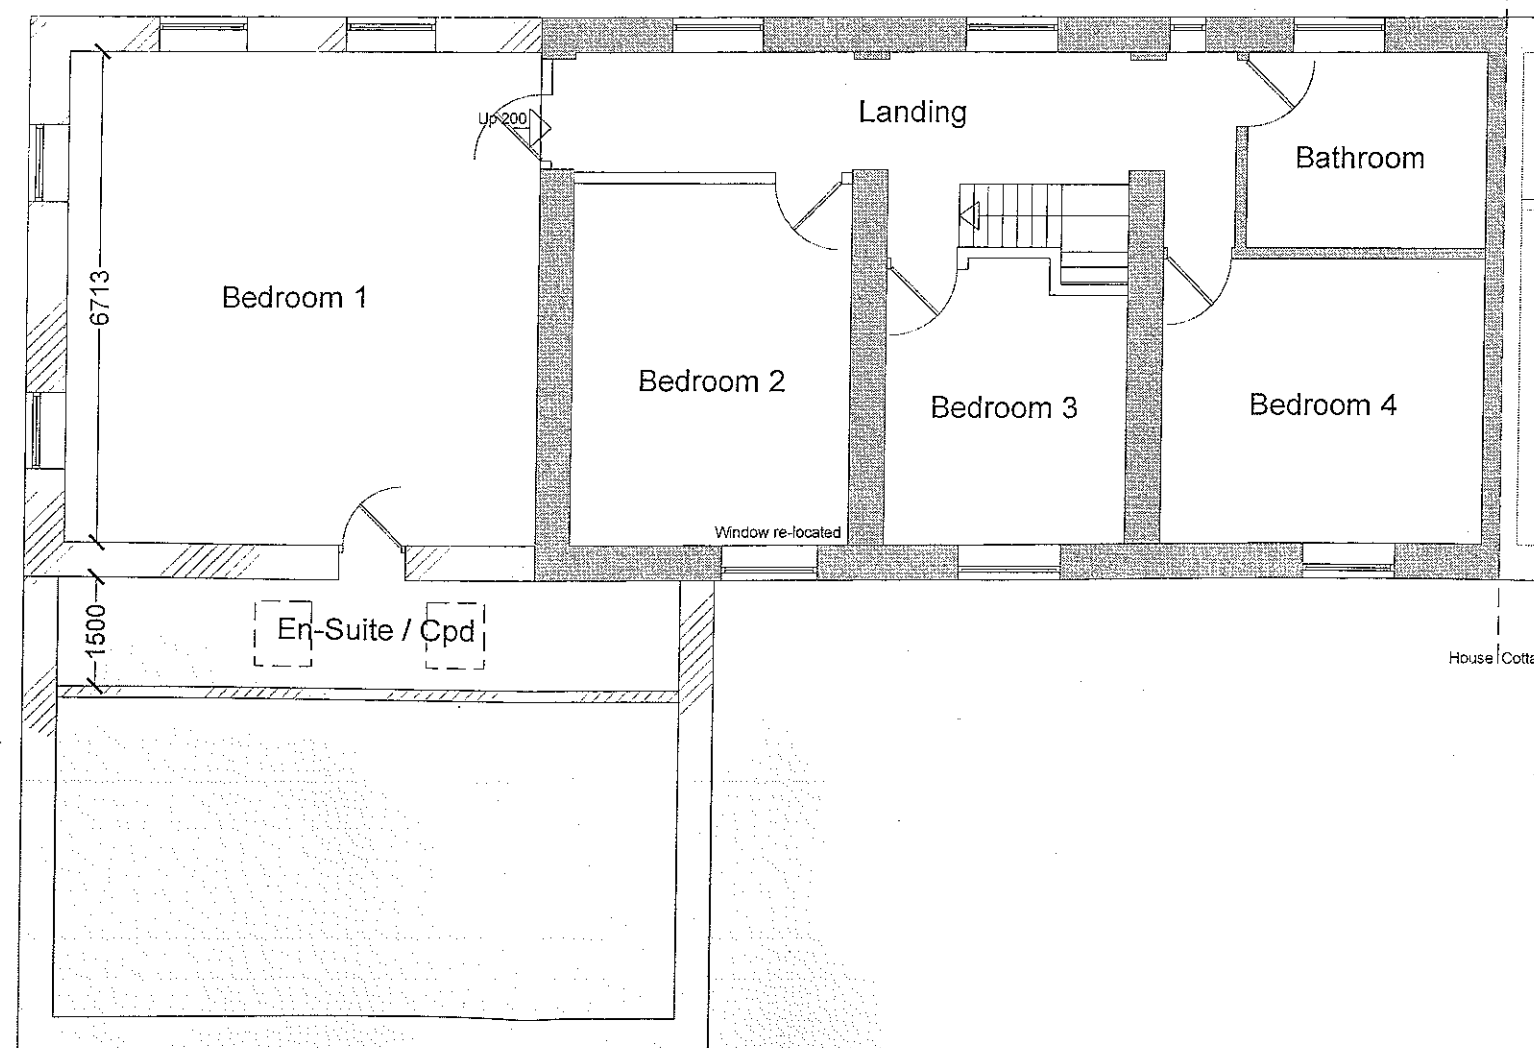 Landing
Up 200
Bathroom
6713
Bedroom 1
Bedroom 2
Bedroom 3
Bedroom 4
Window re-located
1500
En-Suite / Cpd
House